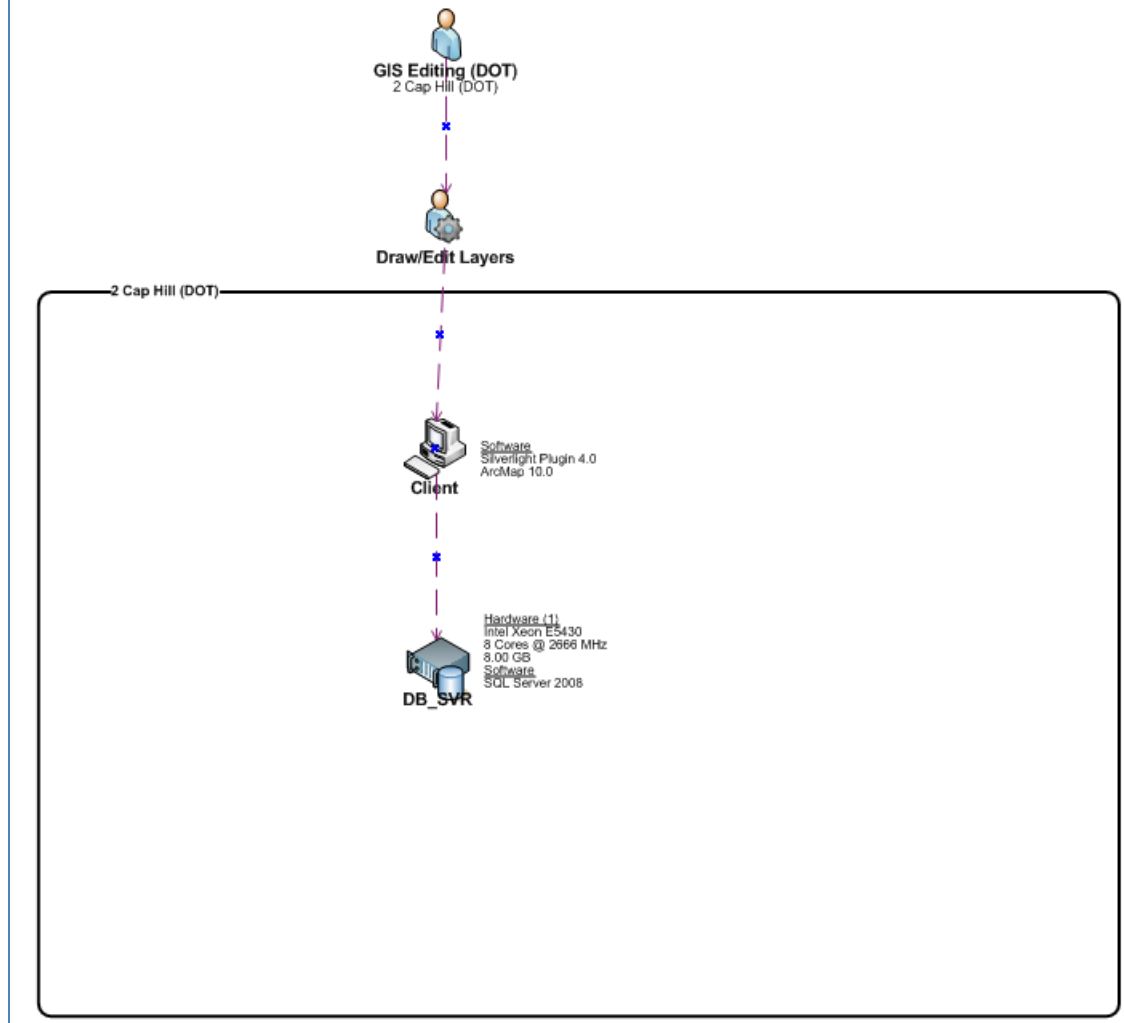 GIS Editing (DOT)
2 Cap Hill (DOT)
Draw/Edit Layers
2 Cap Hill (DOT)
Software
Silverlight Plugin 4.0
ArcMap 10.0
Client
Hardware (1)
Intel Xeon E5430
8 Cores @ 2666 MHz
8.00 GB
Software
SQL Server 2008
DB_SVR